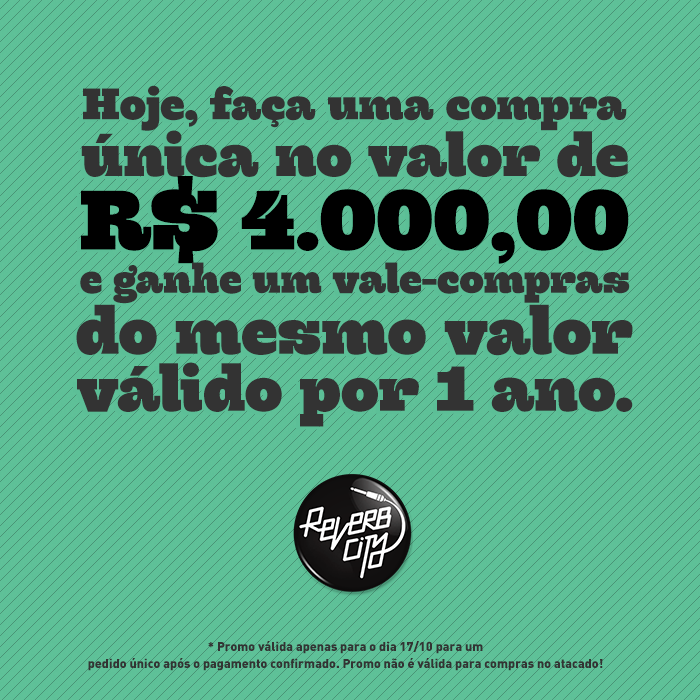 Hoje, faça uma compra
única no valor de
R$ 4.000,00
e ganhe um vale-compras
do mesmo valor
válido por 1 ano.
ReverB
City
* Promo válida apenas para o dia 17/10 para um
pedido único após o pagamento confirmado. Promo não é válida para compras no atacado!